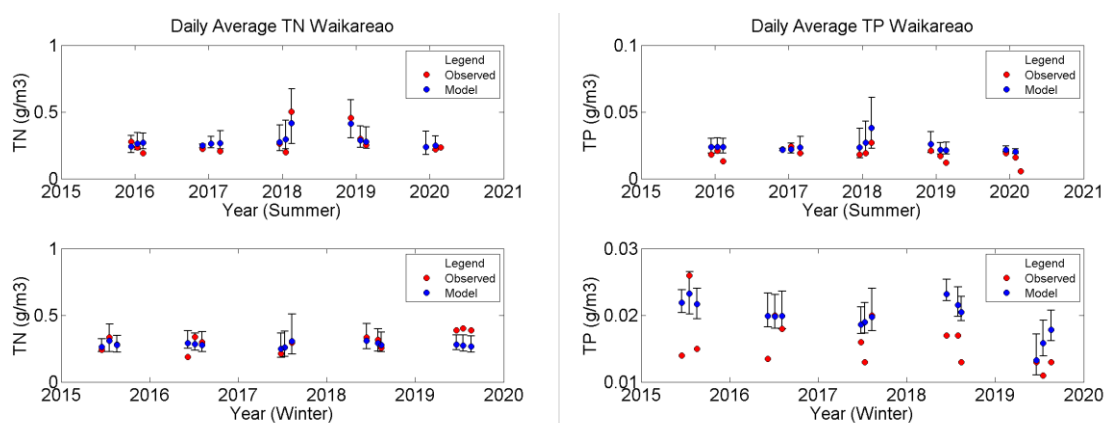 Daily Average TN Waikareao
1
0.5
0
TN (g/m3)
Legend
Observed
Model
2015 2016 2017 2018 2019 2020 2021
Year (Summer)
Daily Average TP Waikareao
0.1
0.05
0
TP (g/m3)
Legend
Observed
Model
2015 2016 2017 2018 2019 2020 2021
Year (Summer)
1
0.5
0
TN (g/m3)
Legend
Observed
Model
2015 2016 2017 2018 2019 2020
Year (Winter)
0.03
0.02
0.01
TP (g/m3)
Legend
Observed
Model
2015 2016 2017 2018 2019 2020
Year (Winter)